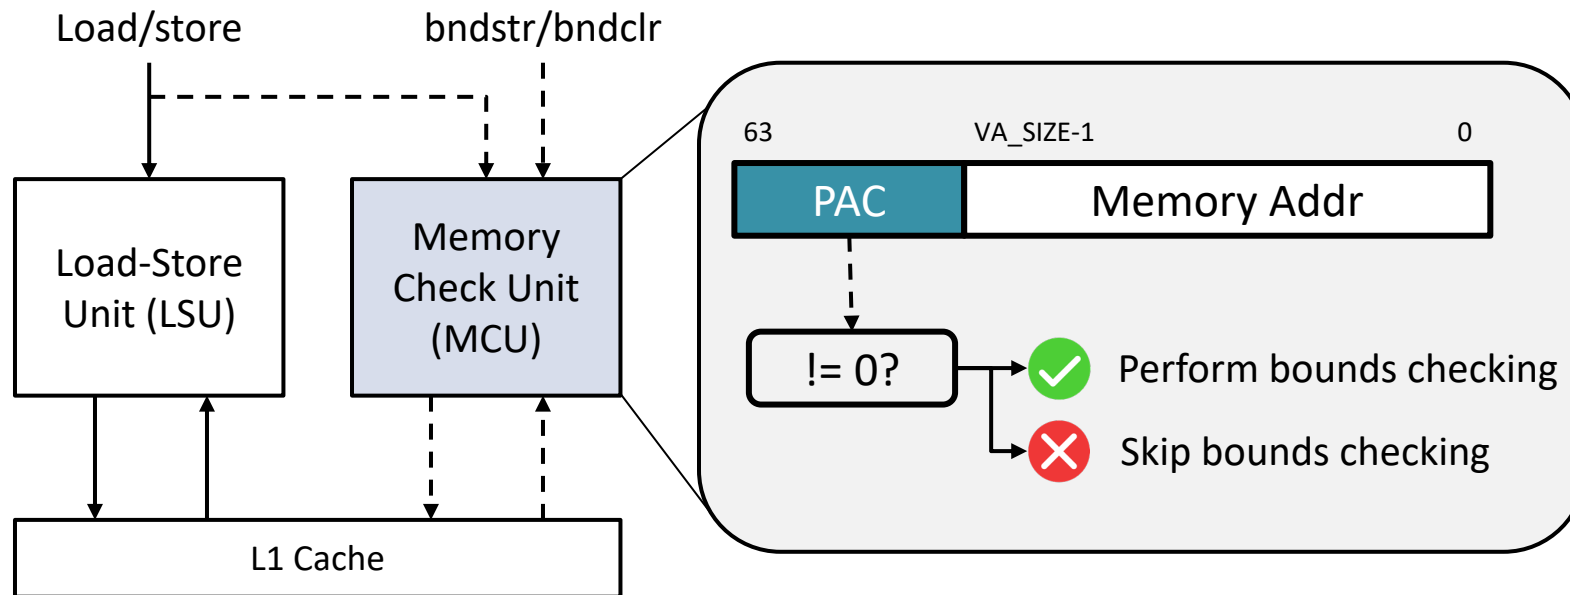 Load/store
bndstr/bndclr
63
VA_SIZE-1
0
PAC
Memory Addr
Load-Store
Unit (LSU)
Memory
Check Unit
(MCU)
!= 0?
Perform bounds checking
Skip bounds checking
L1 Cache